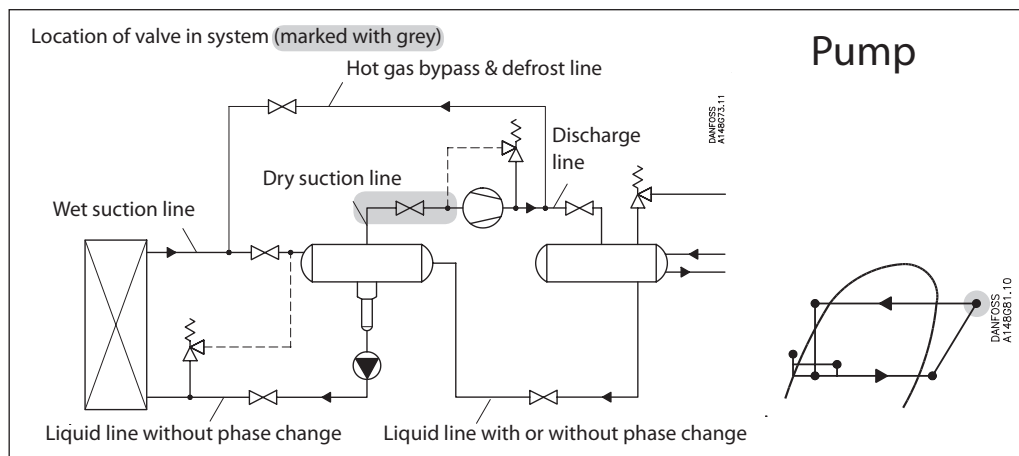 Location of valve in system (marked with grey)
Pump
Hot gas bypass & defrost line
DANFOSS
A148G73.11
Discharge
line
Dry suction line
Wet suction line
DANFOSS
A148G81.10
Liquid line without phase change
Liquid line with or without phase change